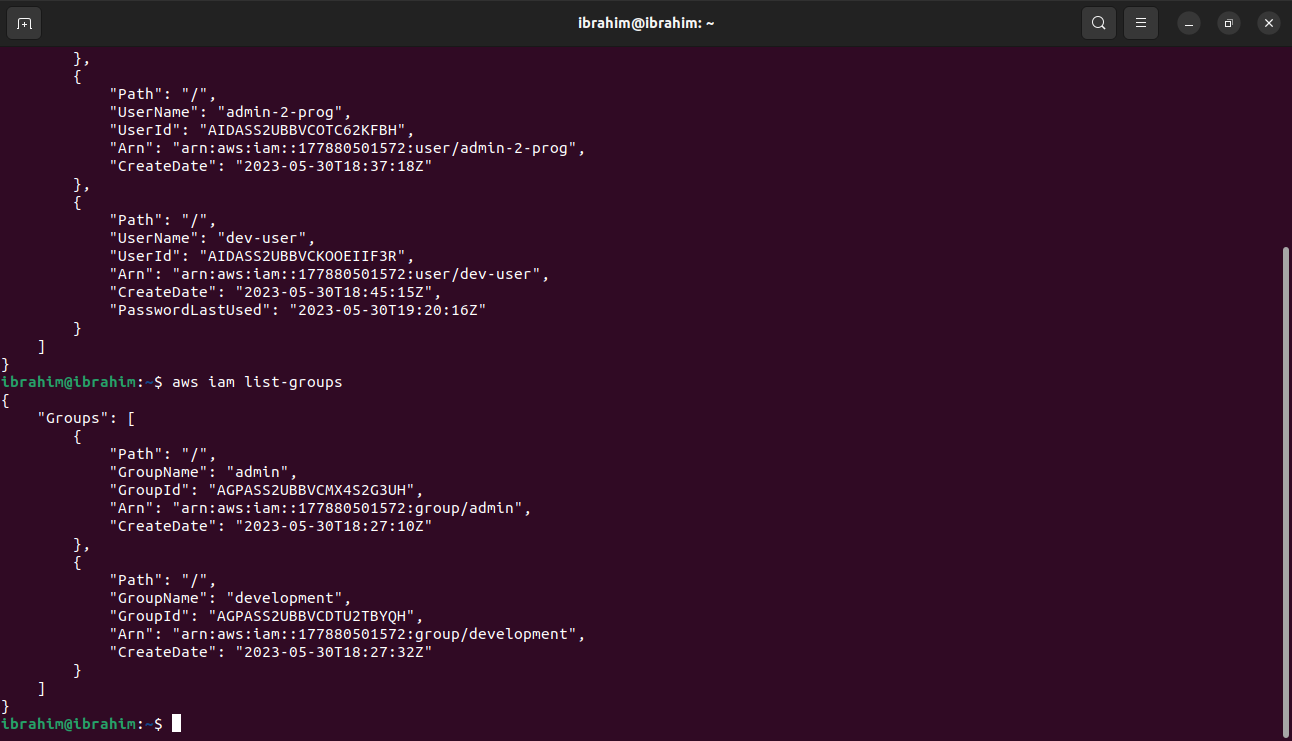 ibrahim@ibrahim: ~
        },
        {
            "Path": "/",
            "UserName": "admin-2-prog",
            "UserId": "AIDASS2UBBVCOTC62KFBH",
            "Arn": "arn:aws:iam::177880501572:user/admin-2-prog",
            "CreateDate": "2023-05-30T18:37:18Z"
        },
        {
            "Path": "/",
            "UserName": "dev-user",
            "UserId": "AIDASS2UBBVCKOOEIIF3R",
            "Arn": "arn:aws:iam::177880501572:user/dev-user",
            "CreateDate": "2023-05-30T18:45:15Z",
            "PasswordLastUsed": "2023-05-30T19:20:16Z"
        }
    ]
}
ibrahim@ibrahim:~$ aws iam list-groups
{
    "Groups": [
        {
            "Path": "/",
            "GroupName": "admin",
            "GroupId": "AGPASS2UBBVCMX4S2G3UH",
            "Arn": "arn:aws:iam::177880501572:group/admin",
            "CreateDate": "2023-05-30T18:27:10Z"
        },
        {
            "Path": "/",
            "GroupName": "development",
            "GroupId": "AGPASS2UBBVCDTU2TBYQH",
            "Arn": "arn:aws:iam::177880501572:group/development",
            "CreateDate": "2023-05-30T18:27:32Z"
        }
    ]
}
ibrahim@ibrahim:~$